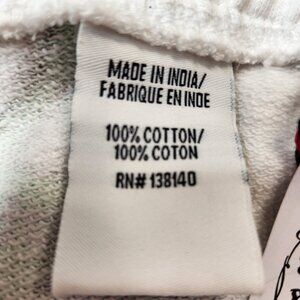 MADE IN INDIA/
FABRIQUE EN INDE
100% COTTON/
100% COTON
RN# 138140